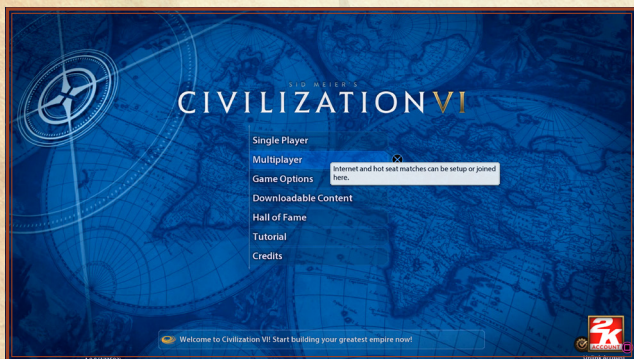 SID MEIER'S
CIVILIZATION VI
Single Player
Multiplayer
Internet and hot seat matches can be setup or joined
here.
Game Options
Downloadable Content
Hall of Fame
Tutorial
Credits
Welcome to Civilization VI! Start building your greatest empire now!
2K
ACCOUNT